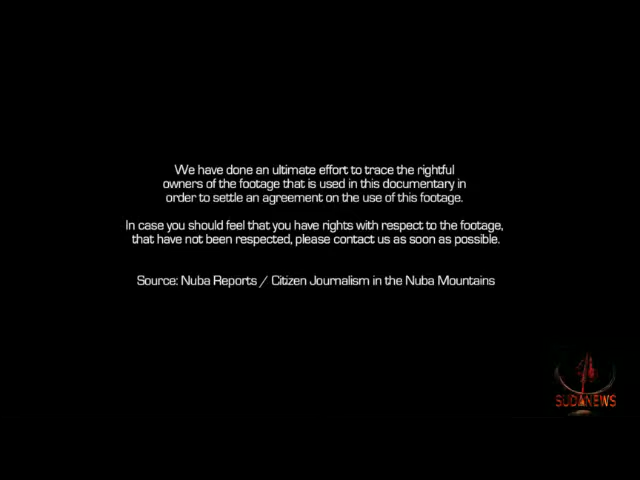 We have done an ultimate effort to trace the rightful
owners of the footage that is used in this documentary in
order to settle an agreement on the use of this footage.
In case you should feel that you have rights with respect to the footage,
that have not been respected, please contact us as soon as possible.
Source: Nuba Reports / Citizen Journalism in the Nuba Mountains
SUDANEWS